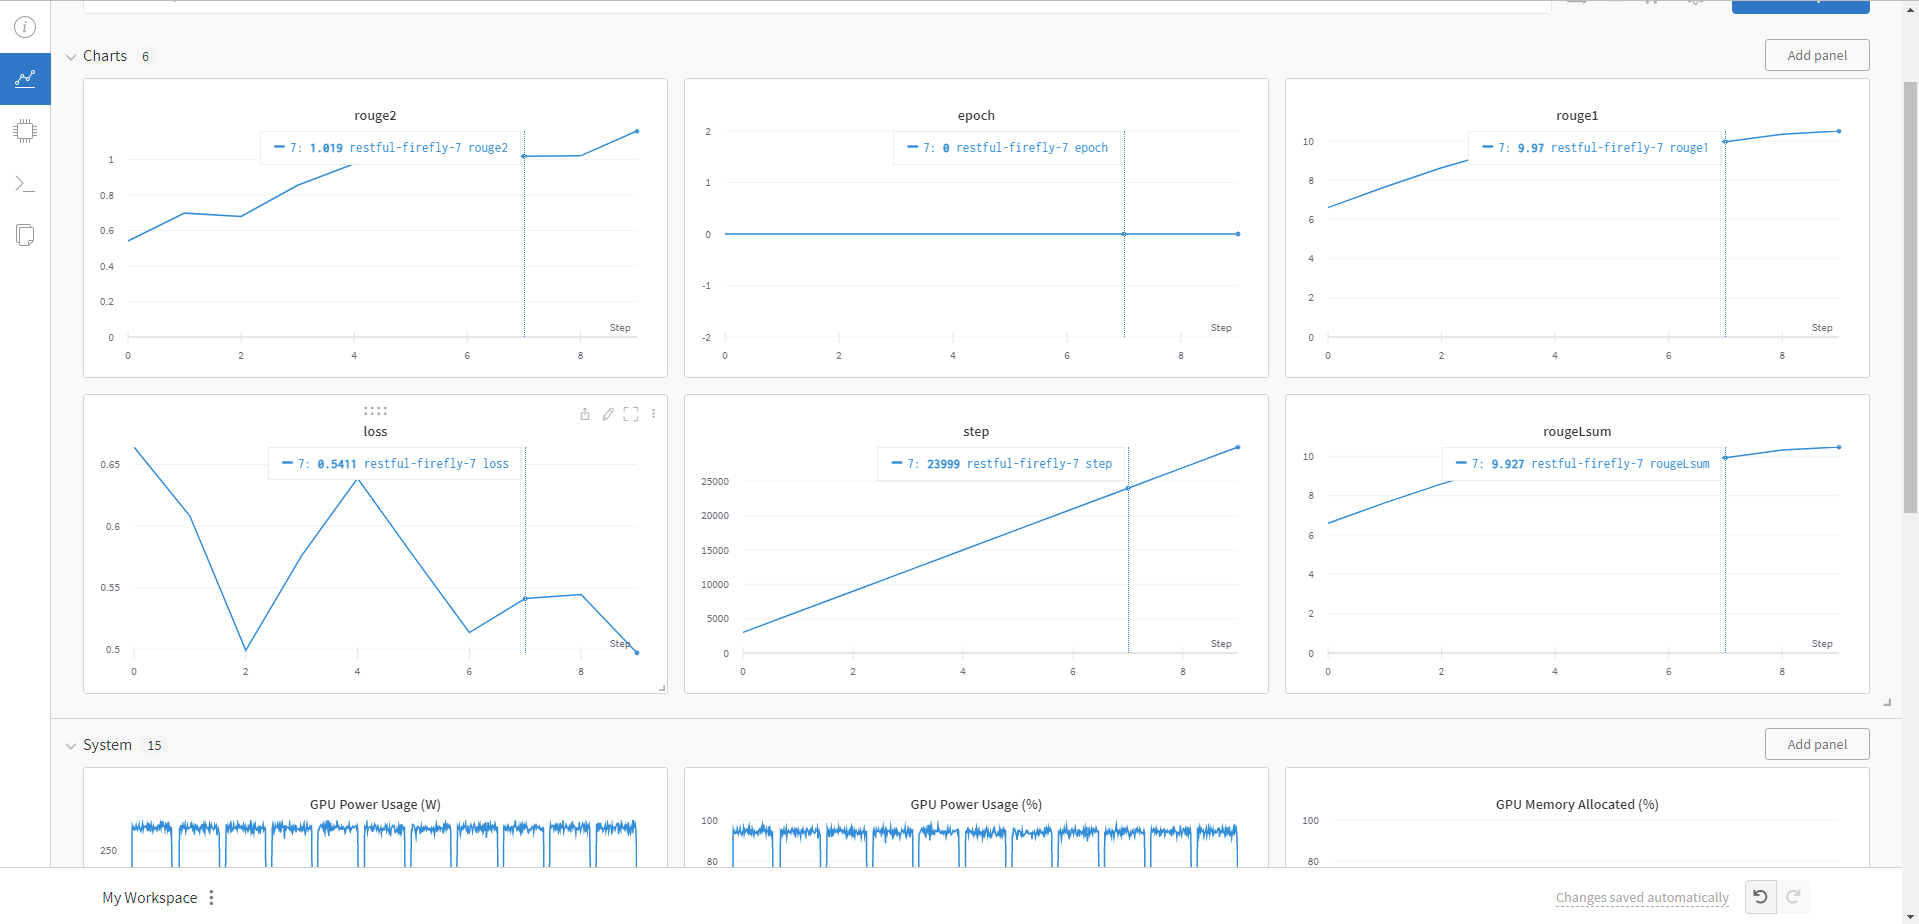 Charts 6
Add panel
rouge2
7: 1.019 restful-firefly-7 rouge2
1
0.8
0.6
0.4
0.2
0
Step
0 2 4 6 8
epoch
7: 0 restful-firefly-7 epoch
2
1
0
-1
-2
Step
0 2 4 6 8
rouge1
7: 9.97 restful-firefly-7 rouge1
10
8
6
4
2
0
Step
0 2 4 6 8
loss
7: 0.5411 restful-firefly-7 loss
0.65
0.6
0.55
0.5
Step
0 2 4 6 8
step
7: 23999 restful-firefly-7 step
25000
20000
15000
10000
5000
0
Step
0 2 4 6 8
rougeLsum
7: 9.927 restful-firefly-7 rougeLsum
10
8
6
4
2
0
Step
0 2 4 6 8
System 15
Add panel
GPU Power Usage (W)
250
GPU Power Usage (%)
100
80
GPU Memory Allocated (%)
100
80
My Workspace
Changes saved automatically